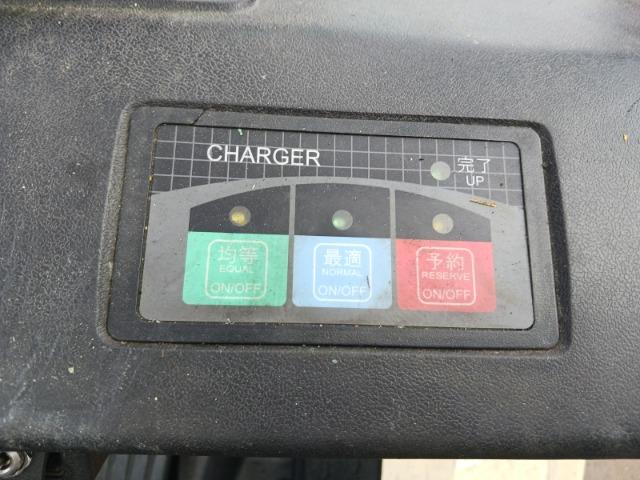 CHARGER
完了
UP
均等
EQUAL
ON/OFF
最適
NORMAL
ON/OFF
予約
RESERVE
ON/OFF